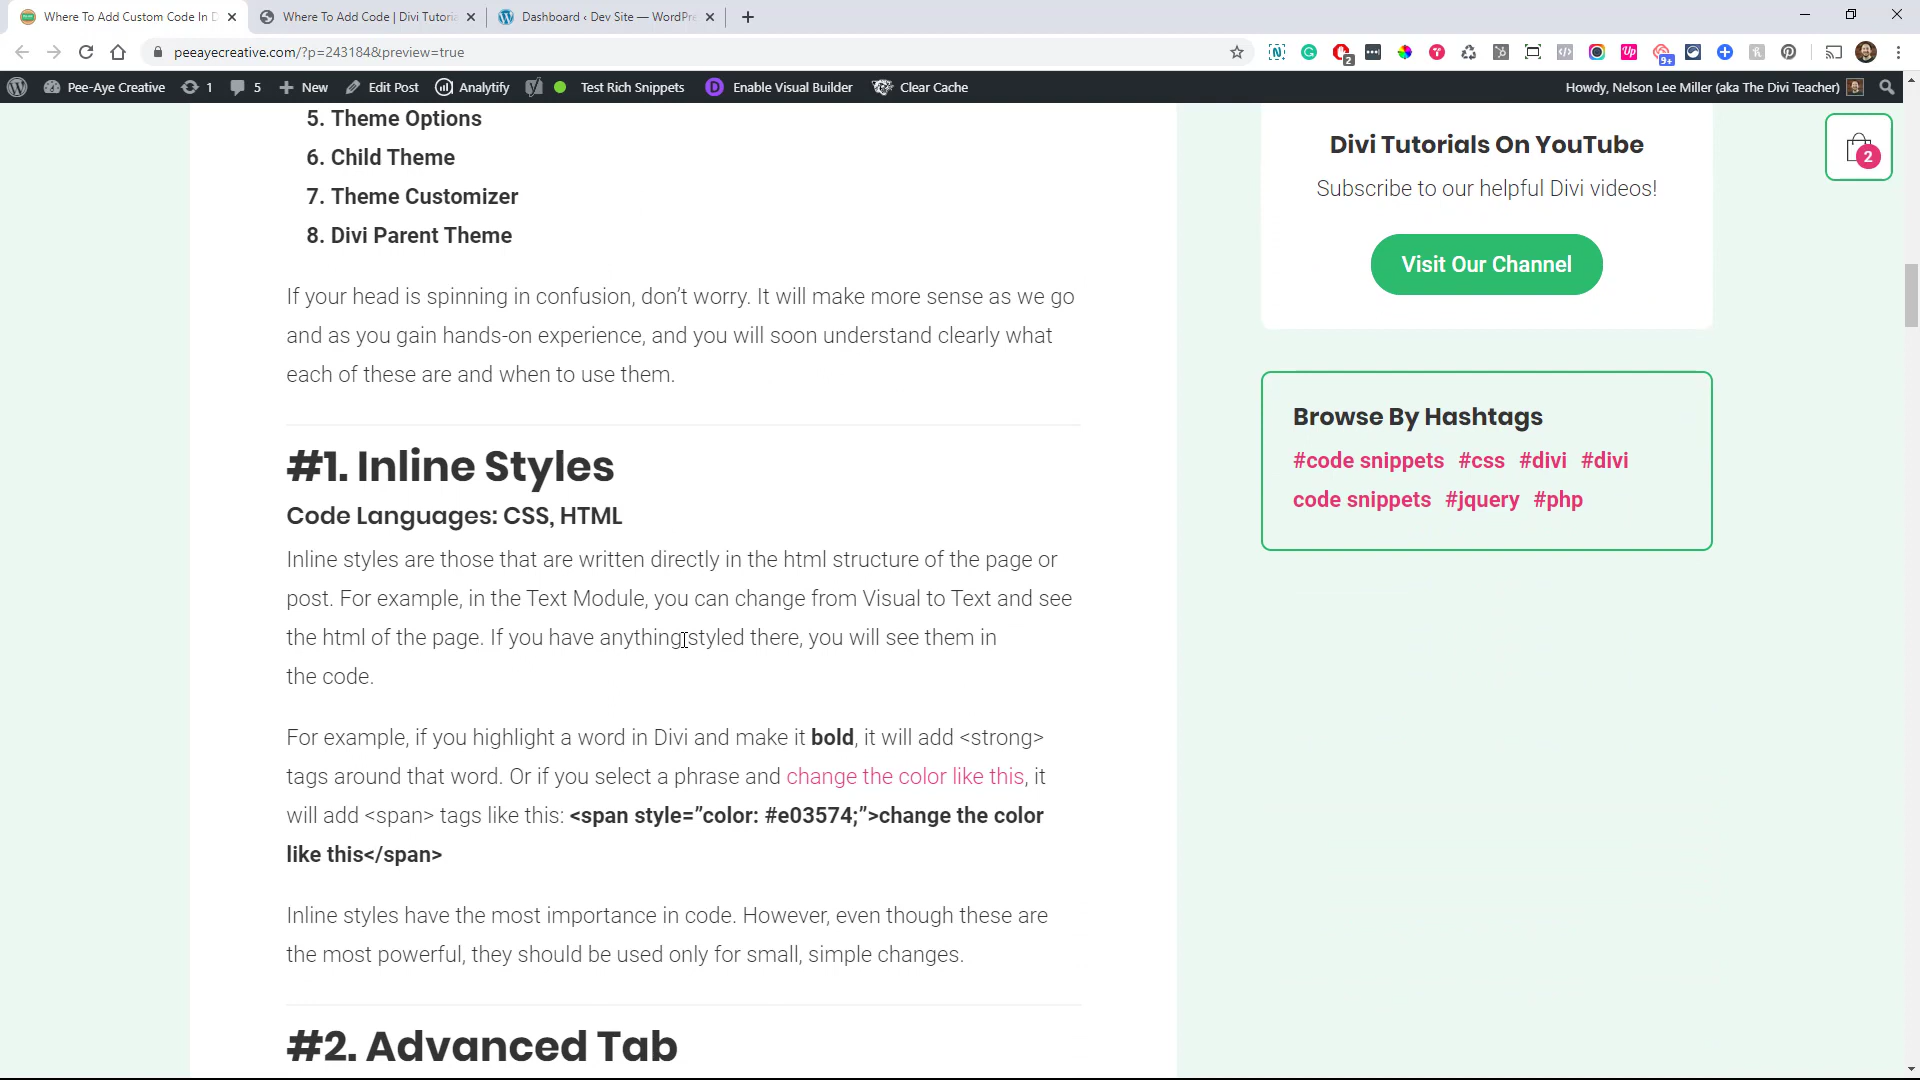 Where To Add Custom Code In D
Where To Add Code | Divi Tutoria
Dashboard ‹ Dev Site — WordPre
peeayecreative.com/?p=243184&preview=true
2
Up
9+
Pee-Aye Creative
1
5
New
Edit Post
Analytify
Test Rich Snippets
D
Enable Visual Builder
Clear Cache
Howdy, Nelson Lee Miller (aka The Divi Teacher)
5. Theme Options
6. Child Theme
7. Theme Customizer
8. Divi Parent Theme
If your head is spinning in confusion, don’t worry. It will make more sense as we go
and as you gain hands-on experience, and you will soon understand clearly what
each of these are and when to use them.
#1. Inline Styles
Code Languages: CSS, HTML
Inline styles are those that are written directly in the html structure of the page or
post. For example, in the Text Module, you can change from Visual to Text and see
the html of the page. If you have anything styled there, you will see them in
the code.
For example, if you highlight a word in Divi and make it bold, it will add <strong>
tags around that word. Or if you select a phrase and change the color like this, it
will add <span> tags like this: <span style=”color: #e03574;”>change the color
like this</span>
Inline styles have the most importance in code. However, even though these are
the most powerful, they should be used only for small, simple changes.
#2. Advanced Tab
Divi Tutorials On YouTube
Subscribe to our helpful Divi videos!
Visit Our Channel
2
Browse By Hashtags
#code snippets #css #divi #divi
code snippets #jquery #php